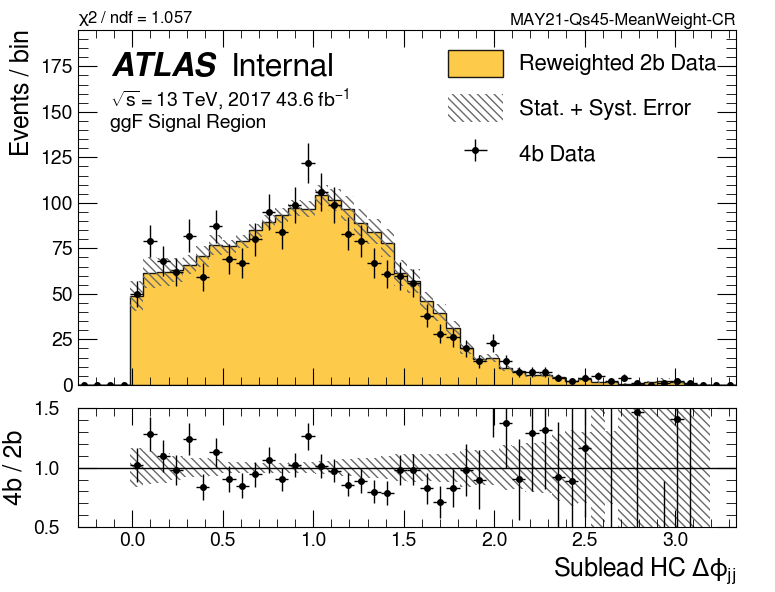 χ2 / ndf = 1.057
MAY21-Qs45-MeanWeight-CR
Events / bin
175
150
125
100
75
50
25
0
ATLAS Internal
√s = 13 TeV, 2017 43.6 fb⁻¹
ggF Signal Region
Reweighted 2b Data
Stat. + Syst. Error
4b Data
4b / 2b
1.5
1.0
0.5
0.0 0.5 1.0 1.5 2.0 2.5 3.0
Sublead HC Δϕjj